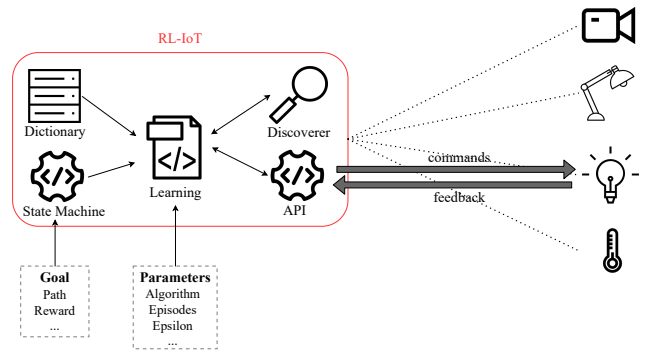 RL-IoT
Dictionary
Discoverer
Learning
State Machine
API
commands
feedback
Goal
Path
Reward
...
Parameters
Algorithm
Episodes
Epsilon
...